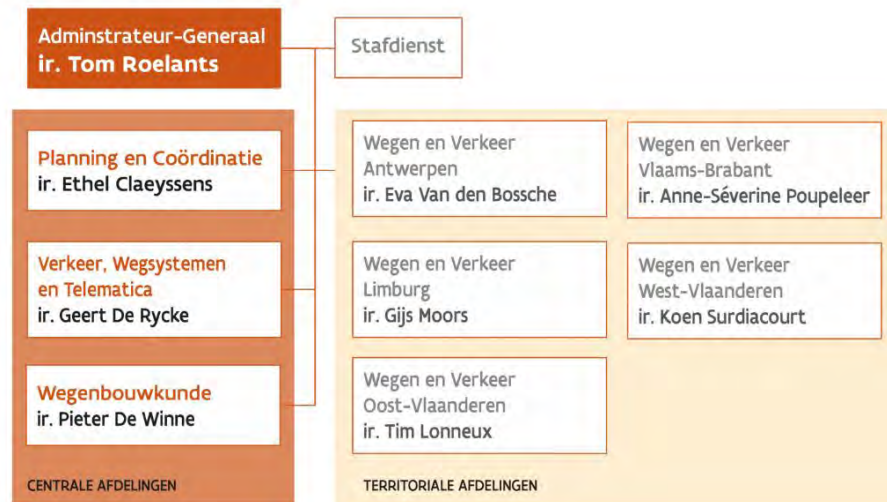 Adminstrateur-Generaal
ir. Tom Roelants
Stafdienst
Planning en Coördinatie
ir. Ethel Claeyssens
Verkeer, Wegsystemen
en Telematica
ir. Geert De Rycke
Wegenbouwkunde
ir. Pieter De Winne
CENTRALE AFDELINGEN
Wegen en Verkeer
Antwerpen
ir. Eva Van den Bossche
Wegen en Verkeer
Vlaams-Brabant
ir. Anne-Séverine Poupeleer
Wegen en Verkeer
Limburg
ir. Gijs Moors
Wegen en Verkeer
West-Vlaanderen
ir. Koen Surdiacourt
Wegen en Verkeer
Oost-Vlaanderen
ir. Tim Lonneux
TERRITORIALE AFDELINGEN